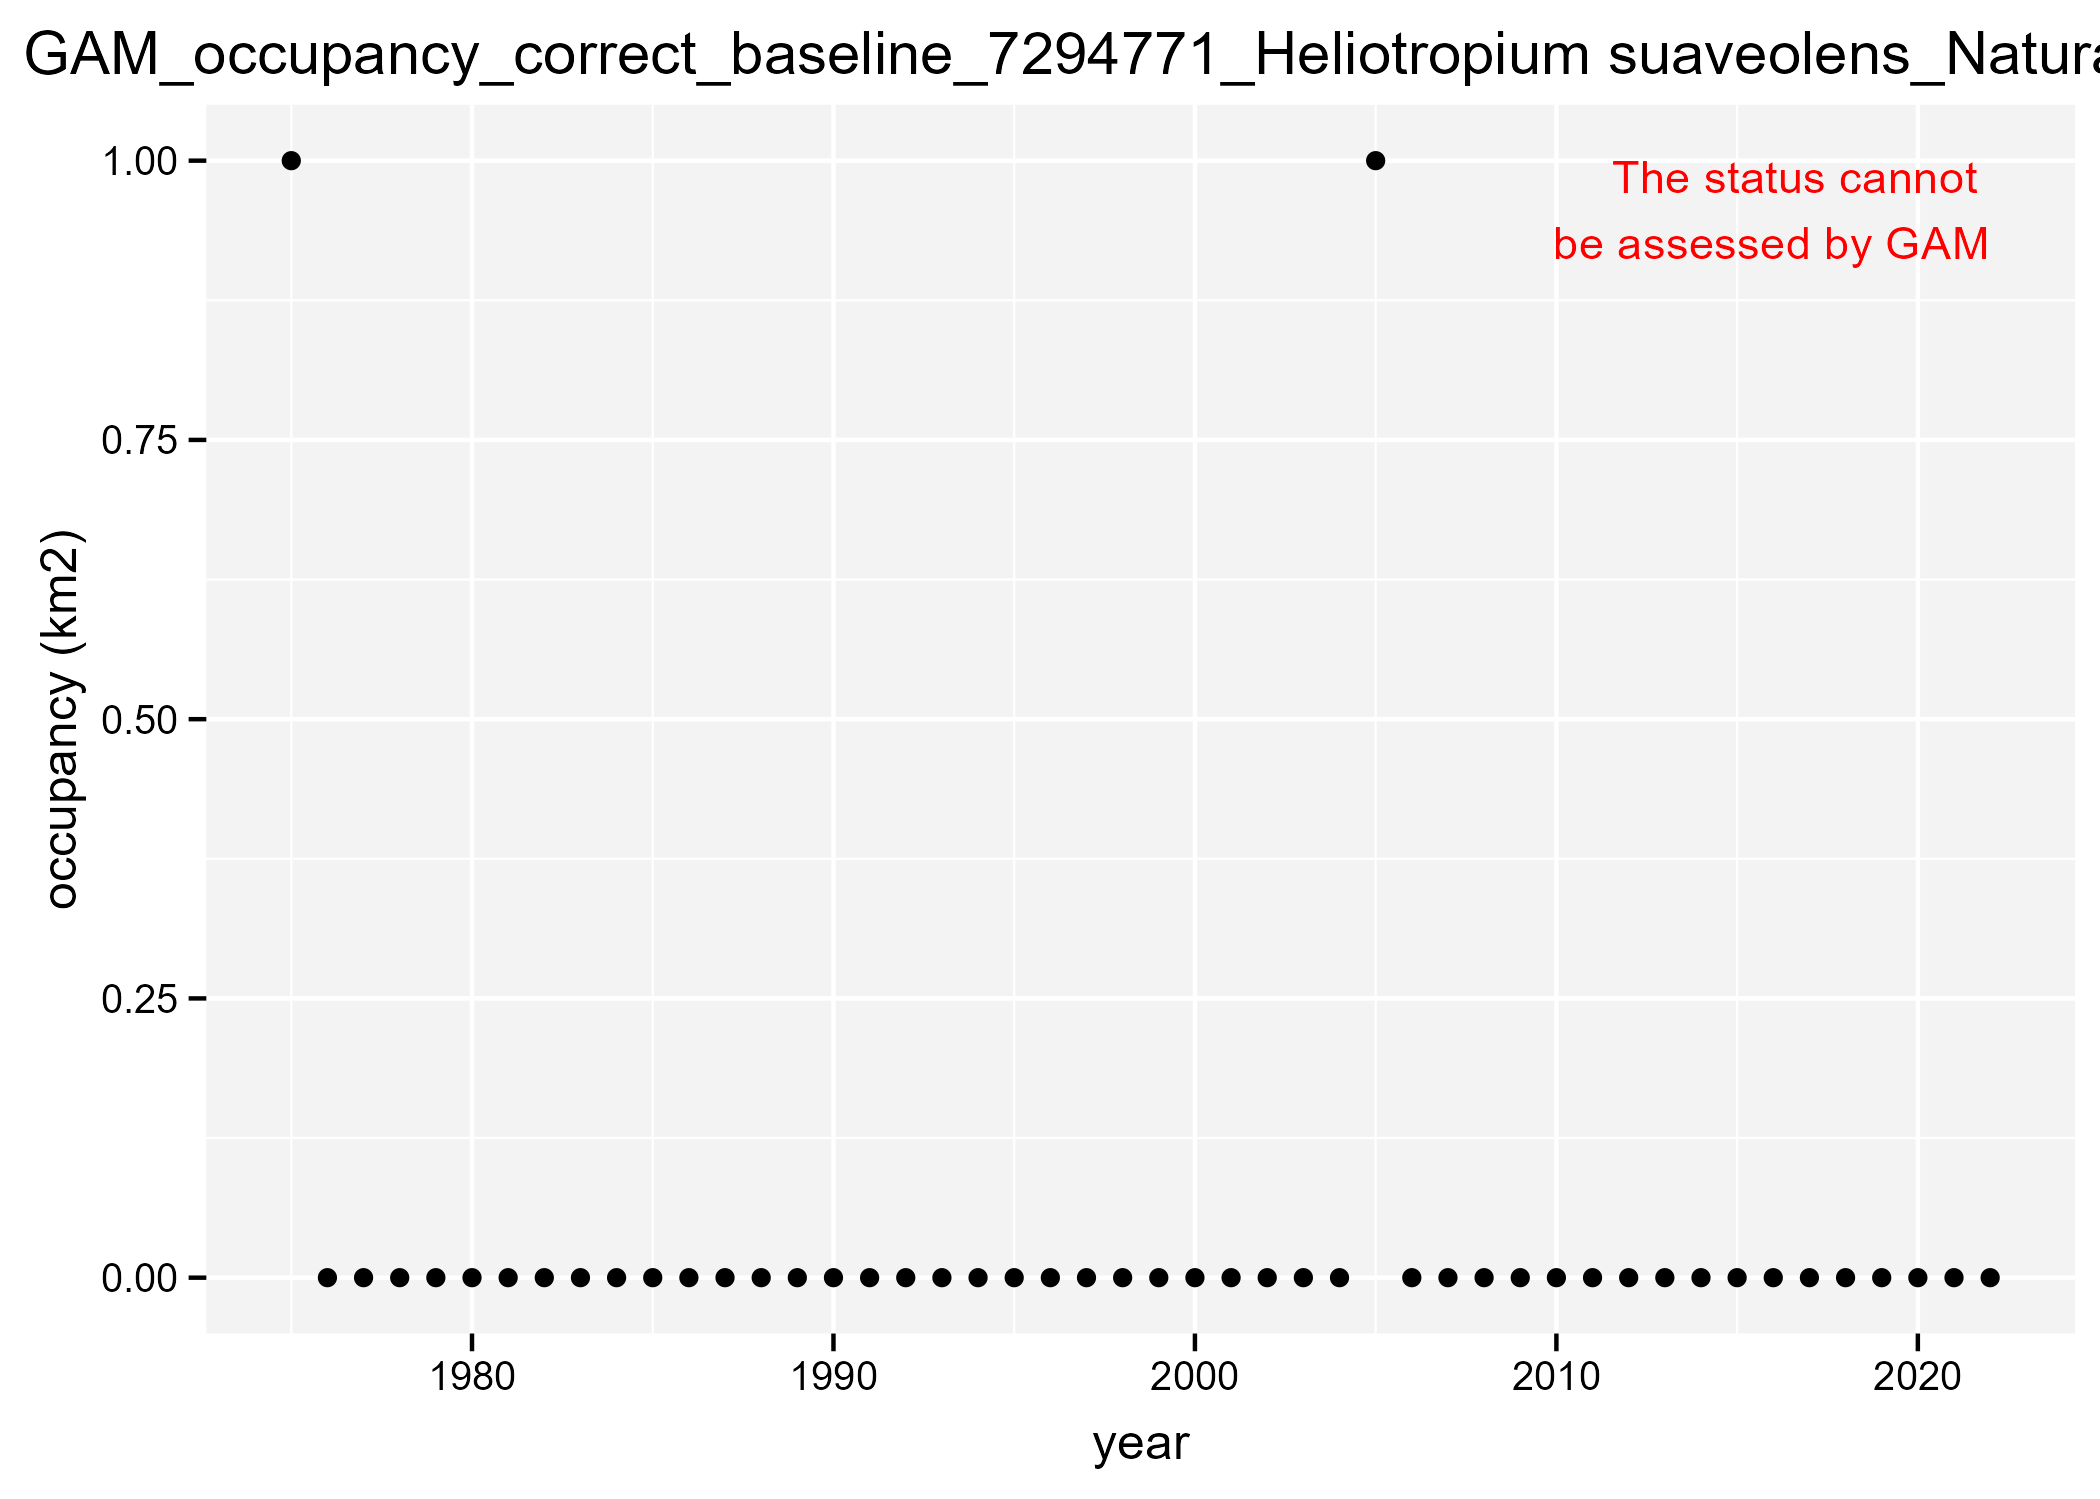 GAM_occupancy_correct_baseline_7294771_Heliotropium suaveolens_Natura
The status cannot
be assessed by GAM
occupancy (km2)
1.00
0.75
0.50
0.25
0.00
1980 1990 2000 2010 2020
year